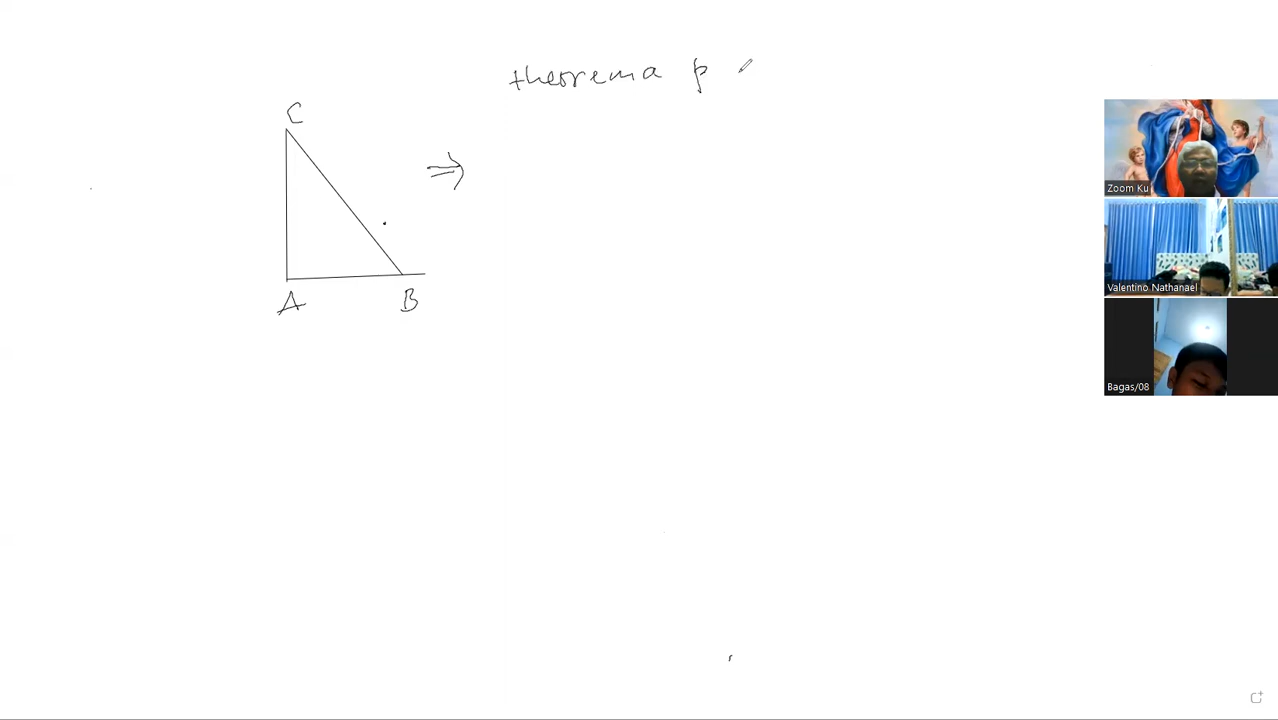 theorema p
C
⇒
A B
Zoom Ku
Valentino Nathanael
Bagas/08